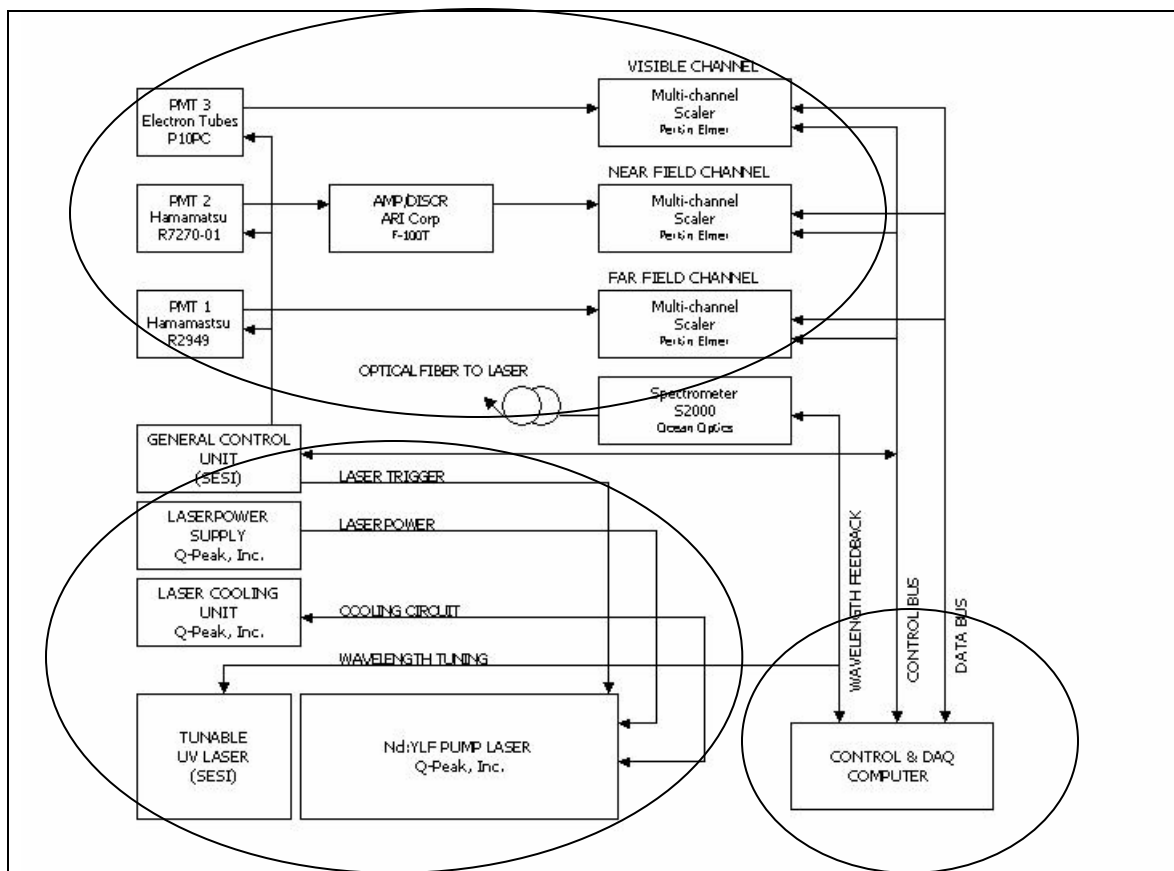 VISIBLE CHANNEL
PMT 3
Electron Tubes
P10PC
Multi-channel
Scaler
Perkin Elmer
NEAR FIELD CHANNEL
PMT 2
Hamamatsu
R7270-01
AMP/DISCR
ARI Corp
F-100T
Multi-channel
Scaler
Perkin Elmer
FAR FIELD CHANNEL
PMT 1
Hamamastsu
R2949
Multi-channel
Scaler
Perkin Elmer
OPTICAL FIBER TO LASER
Spectrometer
S2000
Ocean Optics
GENERAL CONTROL
UNIT
(SESI)
LASER TRIGGER
LASERPOWER
SUPPLY
Q-Peak, Inc.
LASER POWER
LASER COOLING
UNIT
Q-Peak, Inc.
COOLING CIRCUIT
WAVELENGTH TUNING
WAVELENGTH FEEDBACK
CONTROL BUS
DATA BUS
TUNABLE
UV LASER
(SESI)
Nd:YLF PUMP LASER
Q-Peak, Inc.
CONTROL & DAQ
COMPUTER